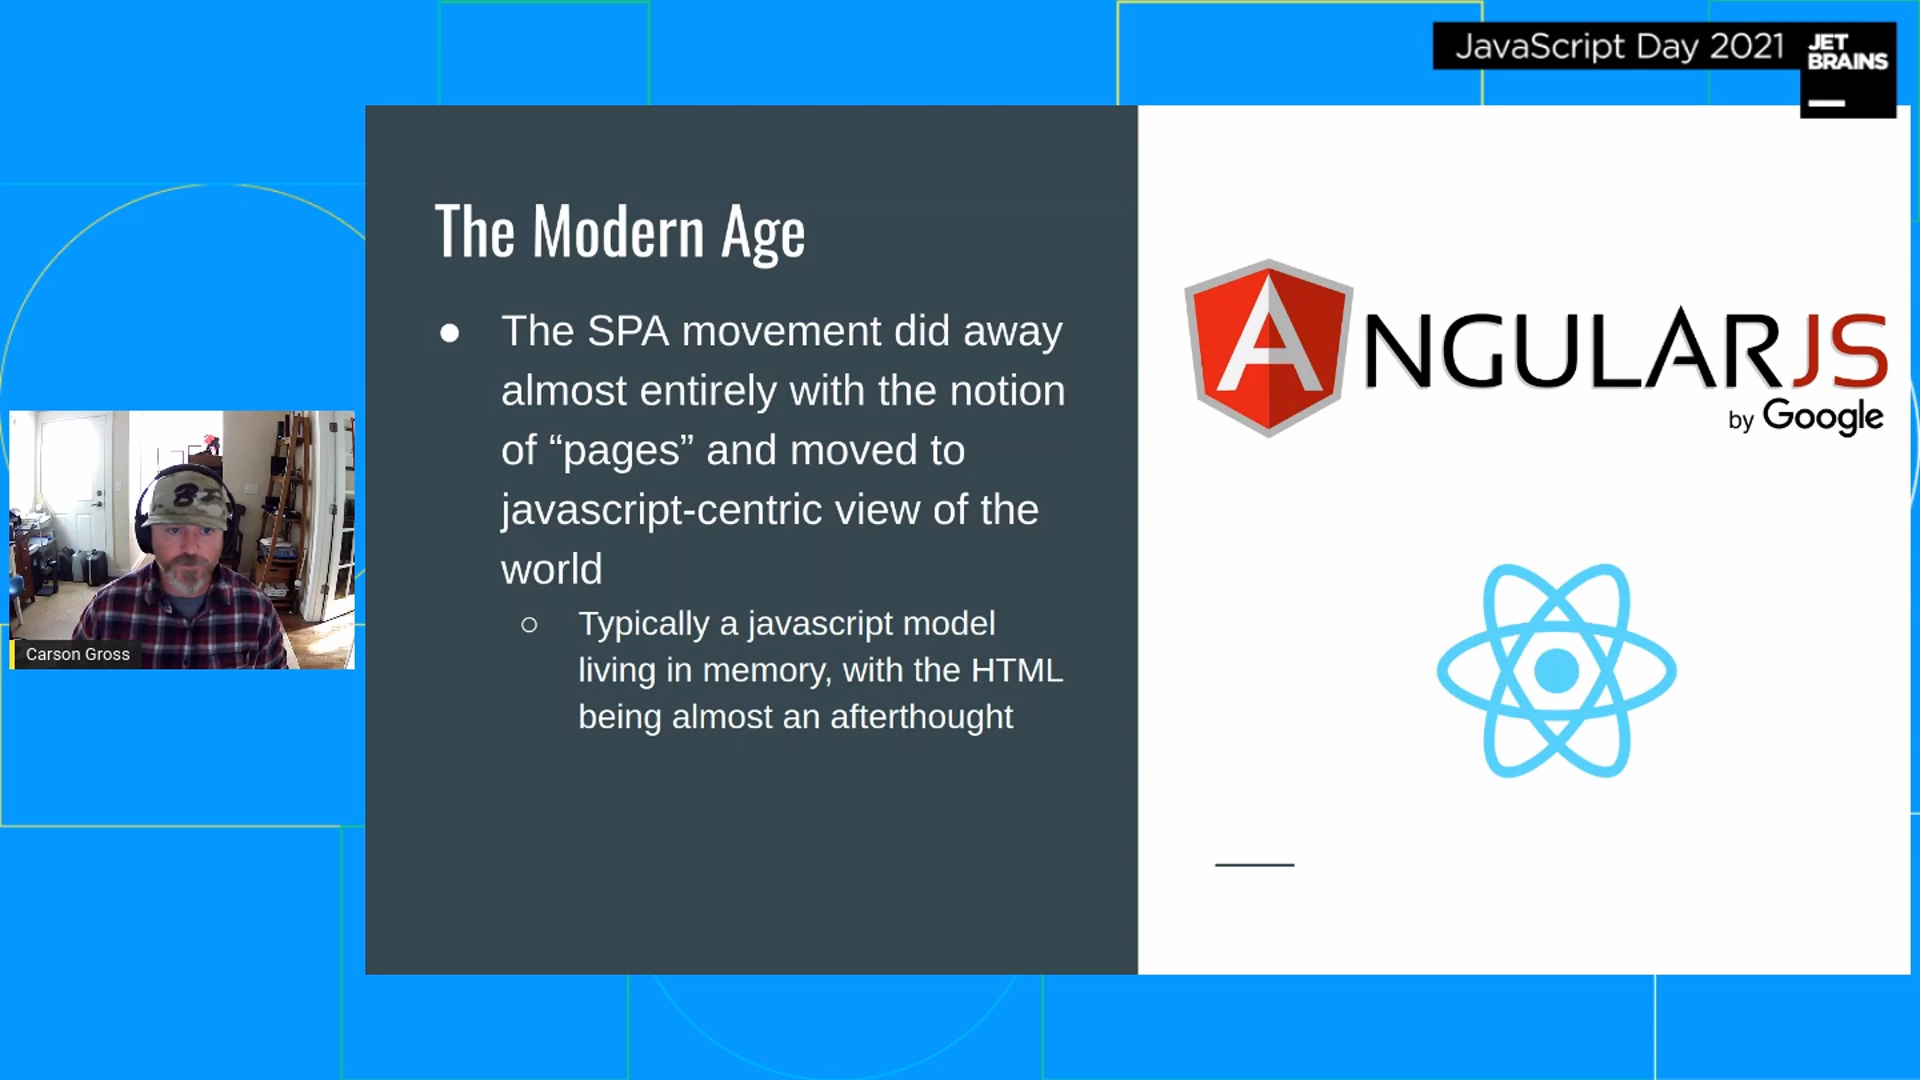 JavaScript Day 2021
JET
BRAINS
The Modern Age
● The SPA movement did away
almost entirely with the notion
of “pages” and moved to
javascript-centric view of the
world
○ Typically a javascript model
living in memory, with the HTML
being almost an afterthought
ANGULARJS
by Google
Carson Gross